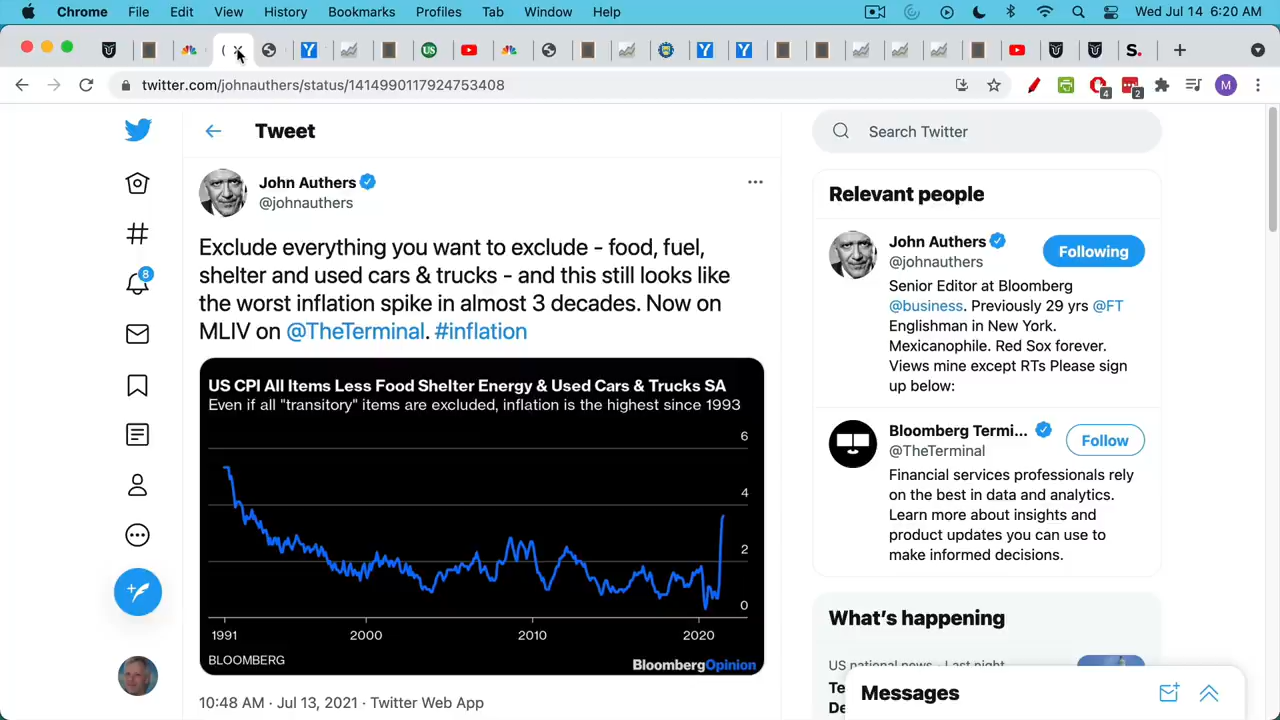 Chrome File Edit View History Bookmarks Profiles Tab Window Help Wed Jul 14 6:20 AM
twitter.com/johnauthers/status/1414990117924753408
4
2
M
Tweet
Search Twitter
John Authers
@johnauthers
Exclude everything you want to exclude - food, fuel,
shelter and used cars & trucks - and this still looks like
the worst inflation spike in almost 3 decades. Now on
MLIV on @TheTerminal. #inflation
US CPI All Items Less Food Shelter Energy & Used Cars & Trucks SA
Even if all "transitory" items are excluded, inflation is the highest since 1993
6
4
2
0
1991 2000 2010 2020
BLOOMBERG
BloombergOpinion
10:48 AM · Jul 13, 2021 · Twitter Web App
8
Relevant people
John Authers
@johnauthers
Following
Senior Editor at Bloomberg
@business. Previously 29 yrs @FT
Englishman in New York.
Mexicanophile. Red Sox forever.
Views mine except RTs Please sign
up below:
Bloomberg Termi...
@TheTerminal
Follow
Financial services professionals rely
on the best in data and analytics.
Learn more about insights and
product updates you can use to
make informed decisions.
What's happening
US national news · Last night
Te
De
Messages